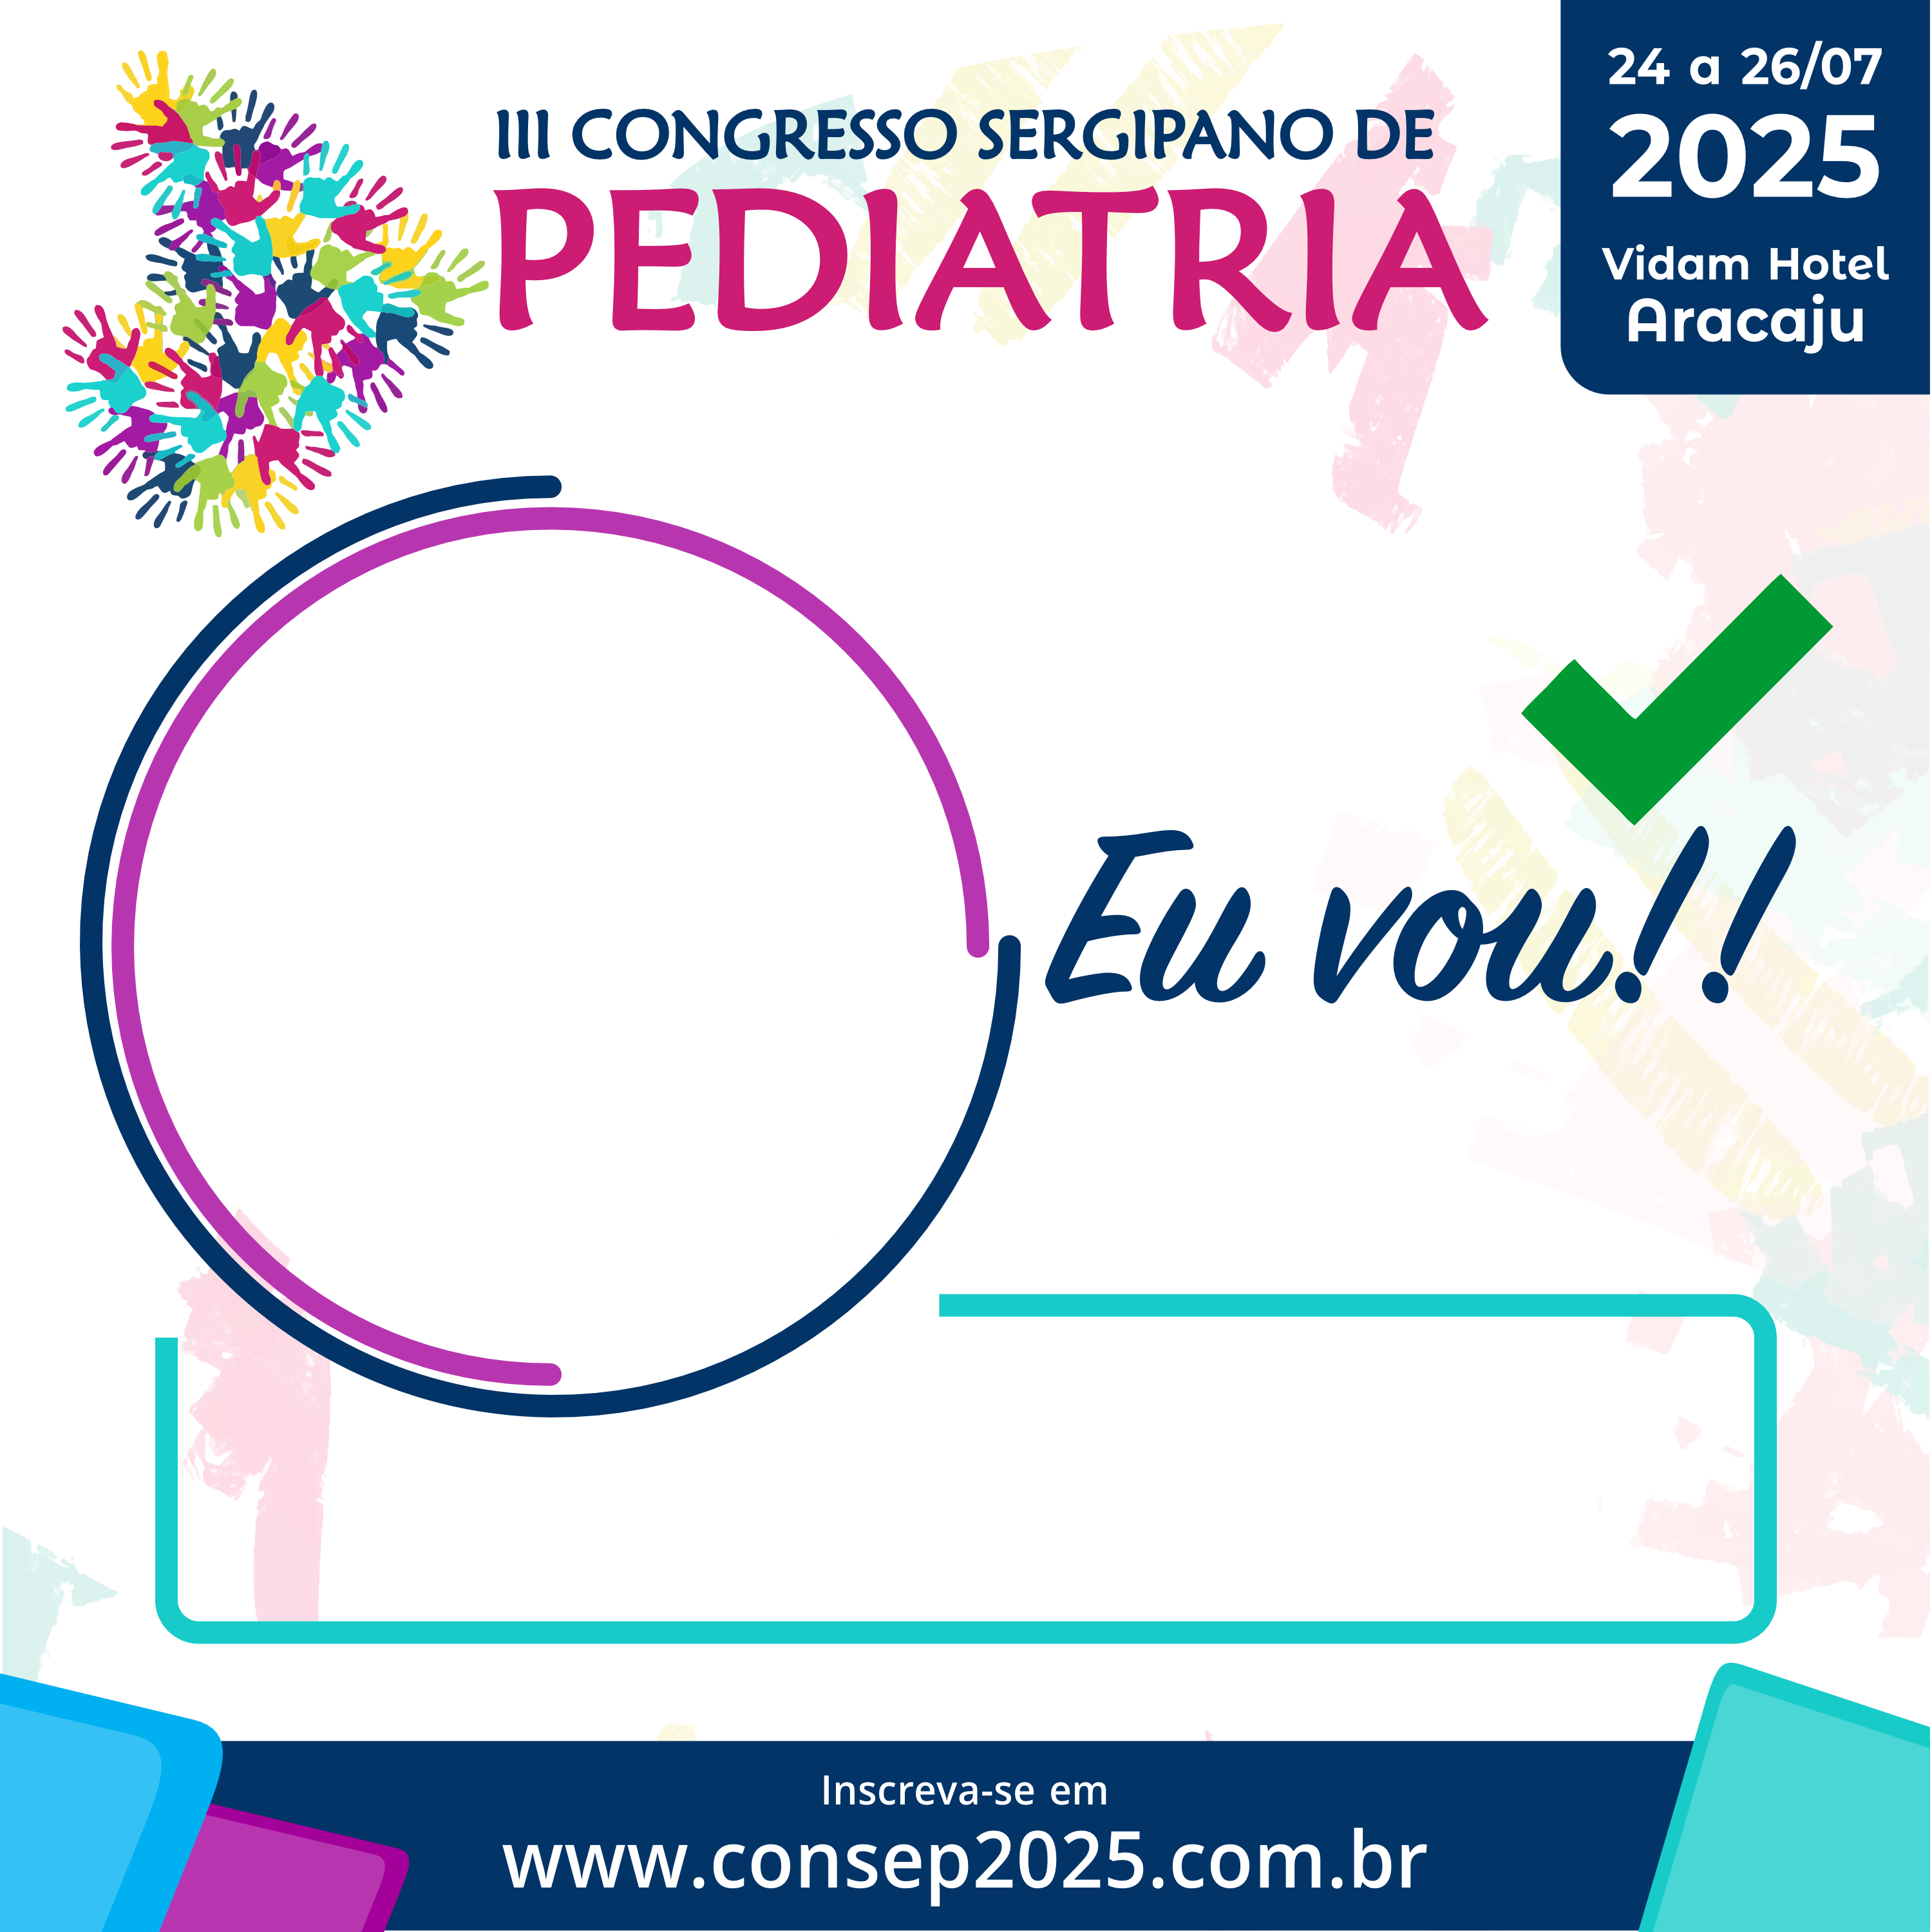 III CONGRESSO SERGIPANO DE
PEDIATRIA
24 a 26/07
2025
Vidam Hotel
Aracaju
Eu vou!!
Inscreva-se em
www.consep2025.com.br